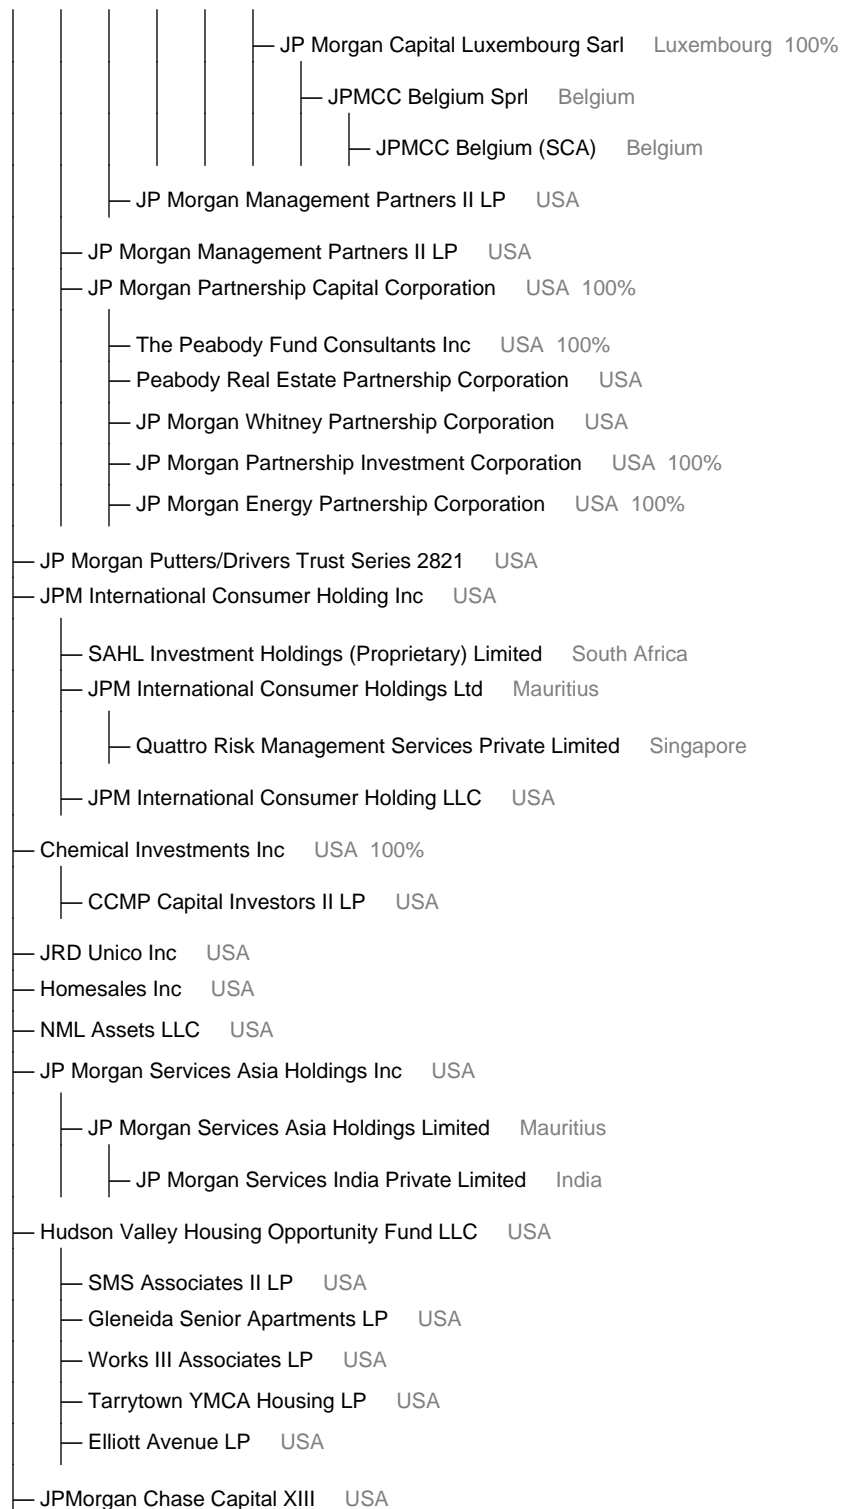 JP Morgan Capital Luxembourg Sarl Luxembourg 100%
JPMCC Belgium Sprl Belgium
JPMCC Belgium (SCA) Belgium
JP Morgan Management Partners II LP USA
JP Morgan Management Partners II LP USA
JP Morgan Partnership Capital Corporation USA 100%
The Peabody Fund Consultants Inc USA 100%
Peabody Real Estate Partnership Corporation USA
JP Morgan Whitney Partnership Corporation USA
JP Morgan Partnership Investment Corporation USA 100%
JP Morgan Energy Partnership Corporation USA 100%
JP Morgan Putters/Drivers Trust Series 2821 USA
JPM International Consumer Holding Inc USA
SAHL Investment Holdings (Proprietary) Limited South Africa
JPM International Consumer Holdings Ltd Mauritius
Quattro Risk Management Services Private Limited Singapore
JPM International Consumer Holding LLC USA
Chemical Investments Inc USA 100%
CCMP Capital Investors II LP USA
JRD Unico Inc USA
Homesales Inc USA
NML Assets LLC USA
JP Morgan Services Asia Holdings Inc USA
JP Morgan Services Asia Holdings Limited Mauritius
JP Morgan Services India Private Limited India
Hudson Valley Housing Opportunity Fund LLC USA
SMS Associates II LP USA
Gleneida Senior Apartments LP USA
Works III Associates LP USA
Tarrytown YMCA Housing LP USA
Elliott Avenue LP USA
JPMorgan Chase Capital XIII USA